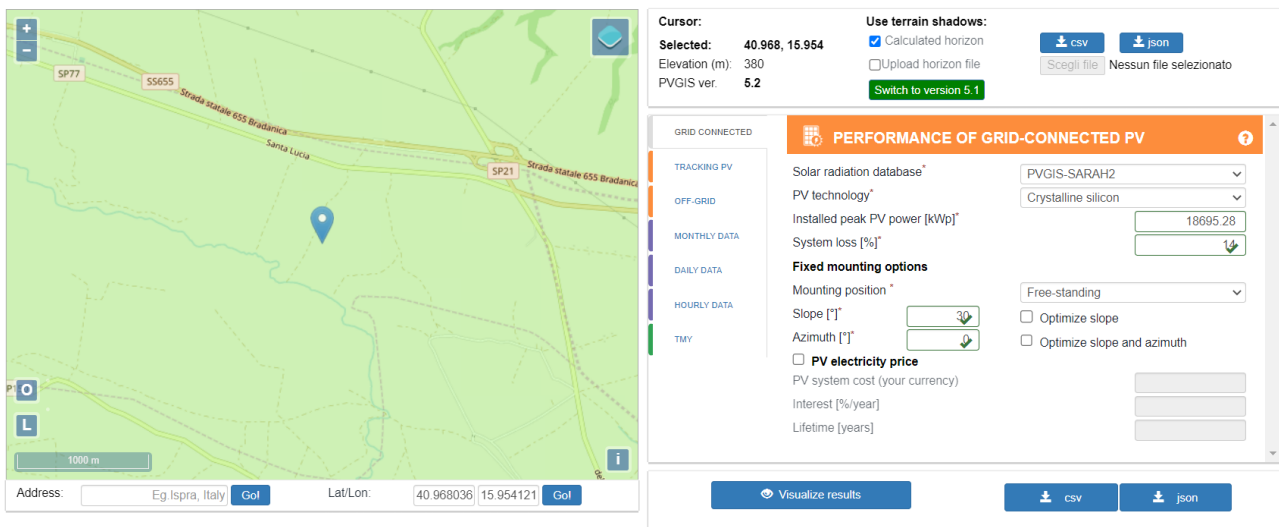 +
−
SP77
SS655
Strada statale 655 Bradanica
Santa Lucia
SP21
Strada statale 655 Bradanica
O
L
1000 m
i
Address:
Eg.Ispra, Italy
Go!
Lat/Lon:
40.968036
15.954121
Go!
Cursor:
Selected: 40.968, 15.954
Elevation (m): 380
PVGIS ver. 5.2
Use terrain shadows:
Calculated horizon
Upload horizon file
Switch to version 5.1
csv
json
Scegli file Nessun file selezionato
GRID CONNECTED
TRACKING PV
OFF-GRID
MONTHLY DATA
DAILY DATA
HOURLY DATA
TMY
PERFORMANCE OF GRID-CONNECTED PV
?
Solar radiation database* PVGIS-SARAH2
PV technology* Crystalline silicon
Installed peak PV power [kWp]* 18695.28
System loss [%]* 14
Fixed mounting options
Mounting position * Free-standing
Slope [°]* 30 Optimize slope
Azimuth [°]* 0 Optimize slope and azimuth
PV electricity price
PV system cost (your currency)
Interest [%/year]
Lifetime [years]
Visualize results
csv
json